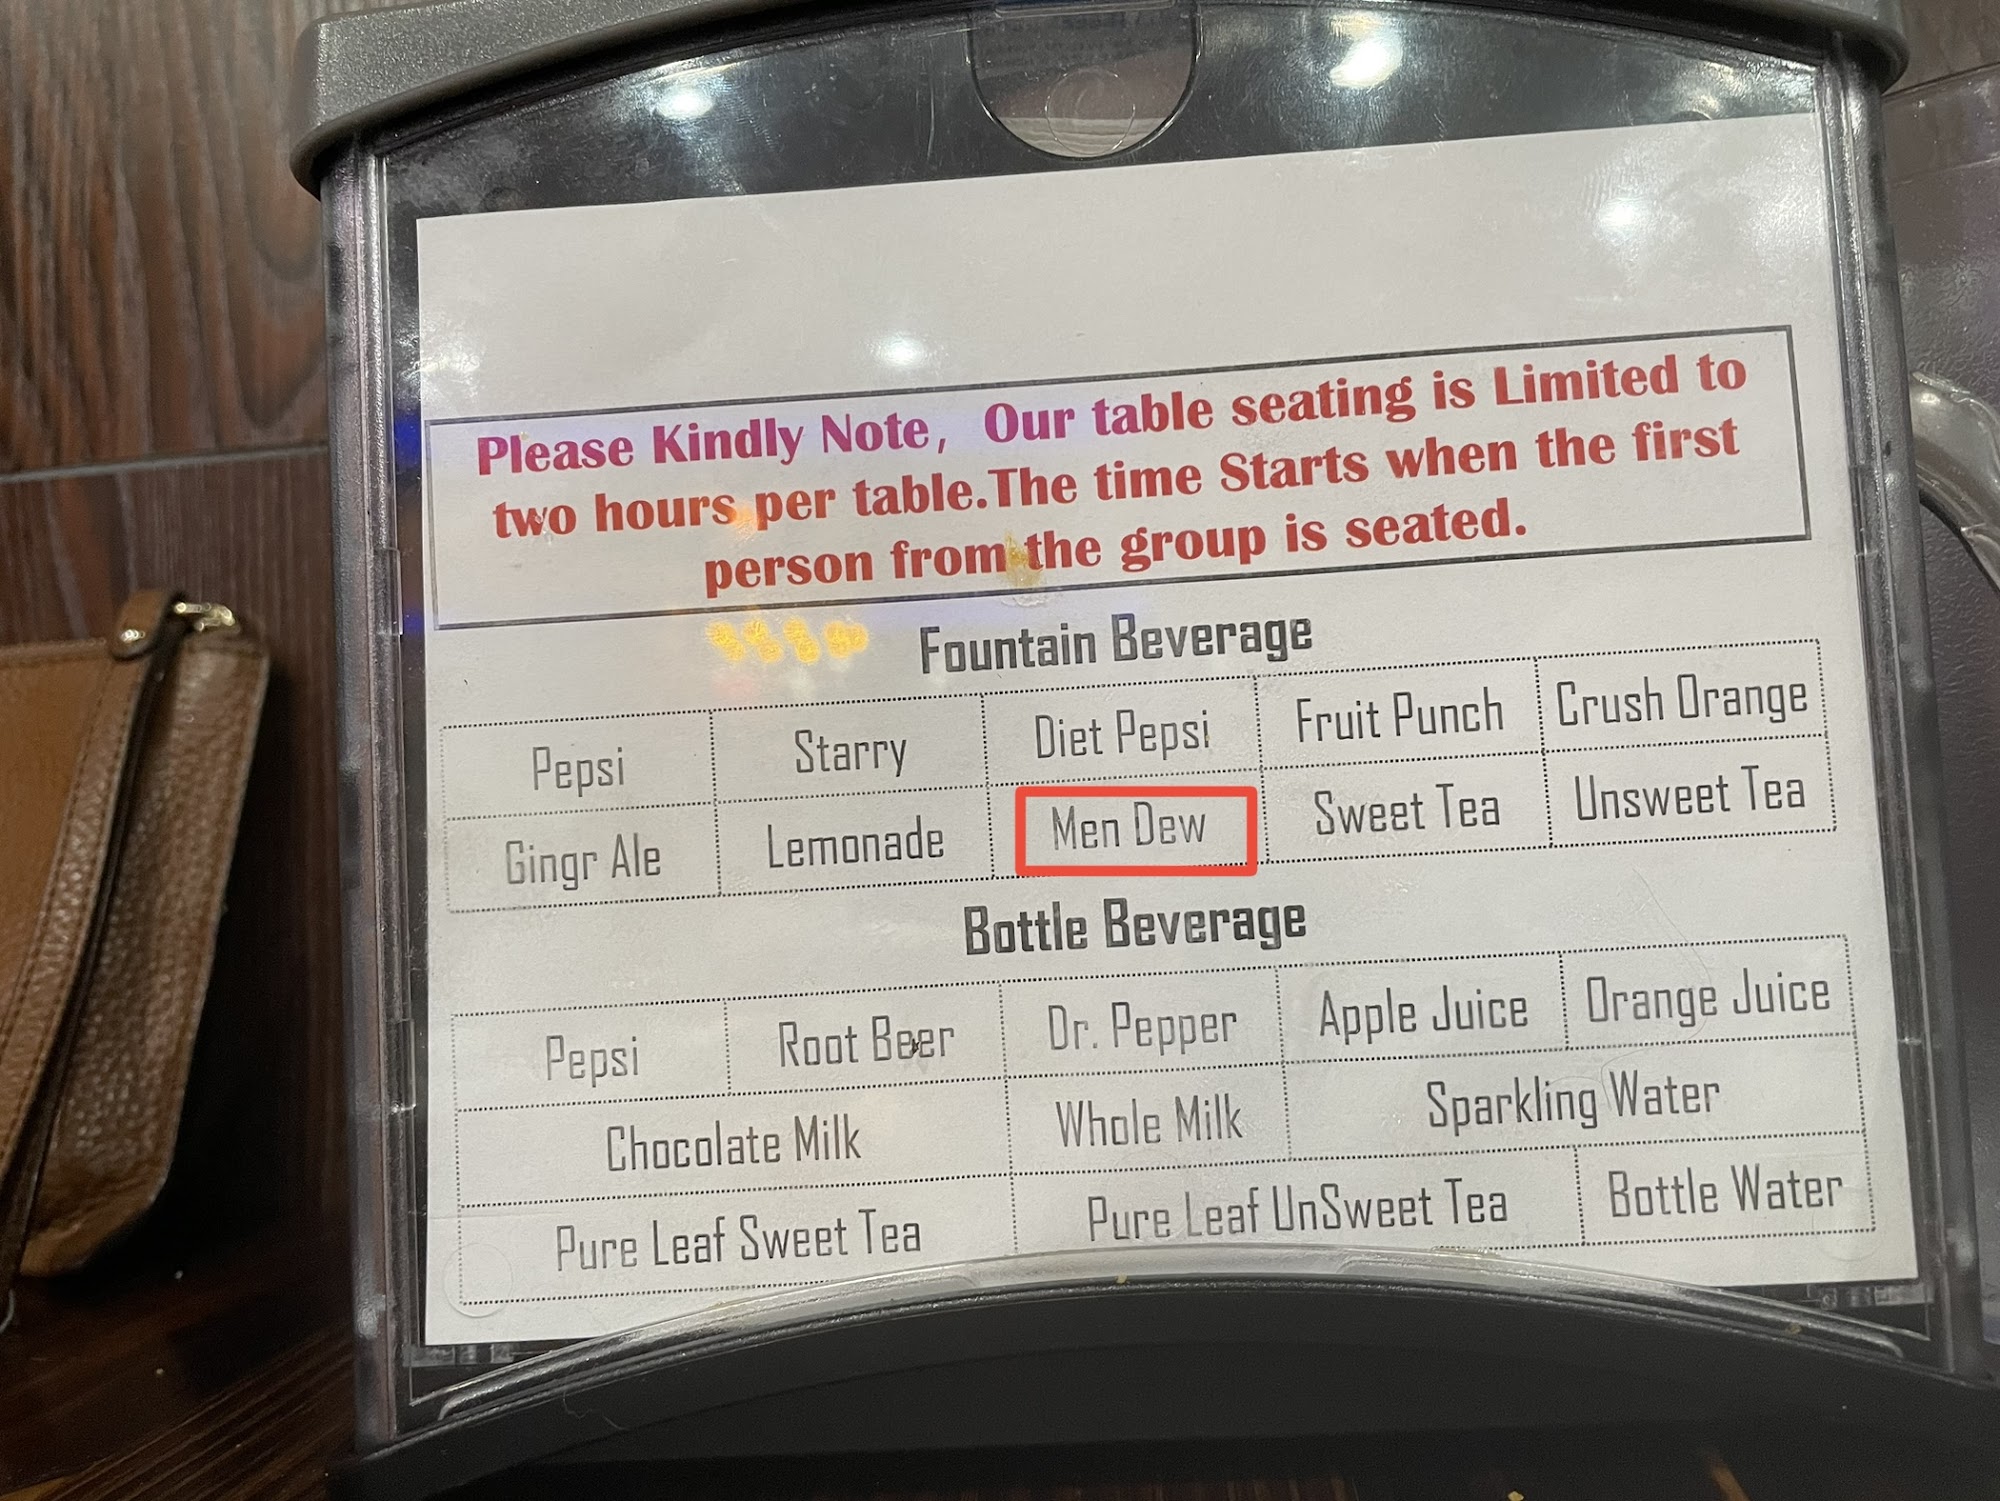 Please Kindly Note, Our table seating is Limited to
two hours per table.The time Starts when the first
person from the group is seated.
Fountain Beverage
Pepsi Starry Diet Pepsi Fruit Punch Crush Orange
Gingr Ale Lemonade Men Dew Sweet Tea Unsweet Tea
Bottle Beverage
Pepsi Root Beer Dr. Pepper Apple Juice Orange Juice
Chocolate Milk Whole Milk Sparkling Water
Pure Leaf Sweet Tea Pure Leaf UnSweet Tea Bottle Water